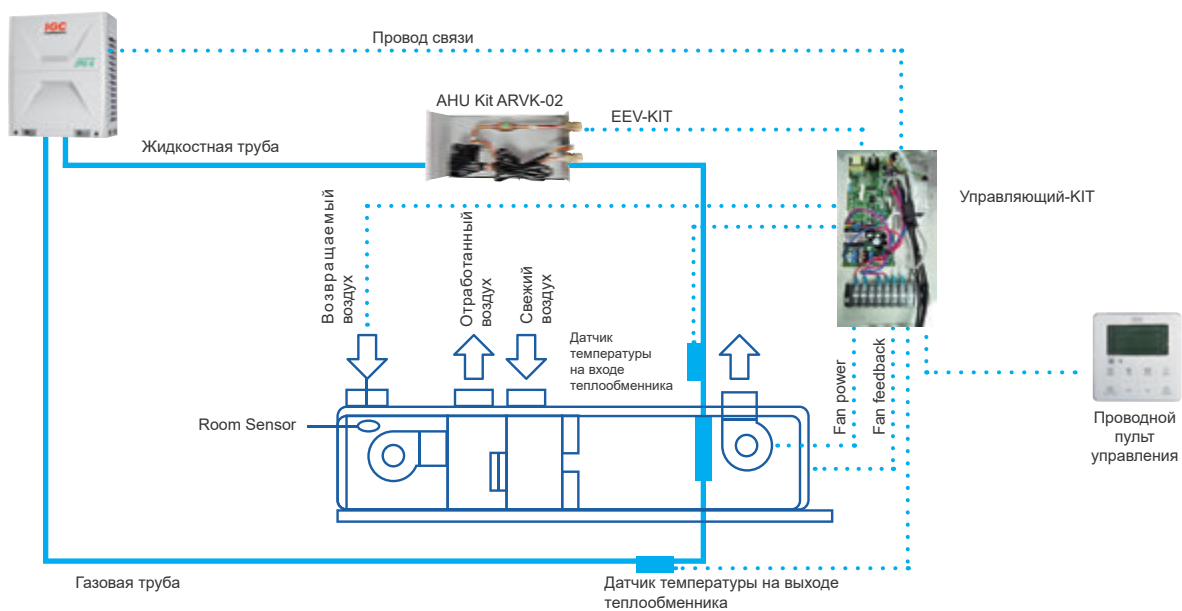 IGC
Провод связи
AHU Kit ARVK-02
EEV-KIT
Жидкостная труба
Управляющий-KIT
Возвращаемый
воздух
Отработанный
воздух
Свежий
воздух
Датчик
температуры
на входе
теплообменника
Fan power
Fan feedback
Room Sensor
Проводной
пульт
управления
Газовая труба
Датчик температуры на выходе
теплообменника